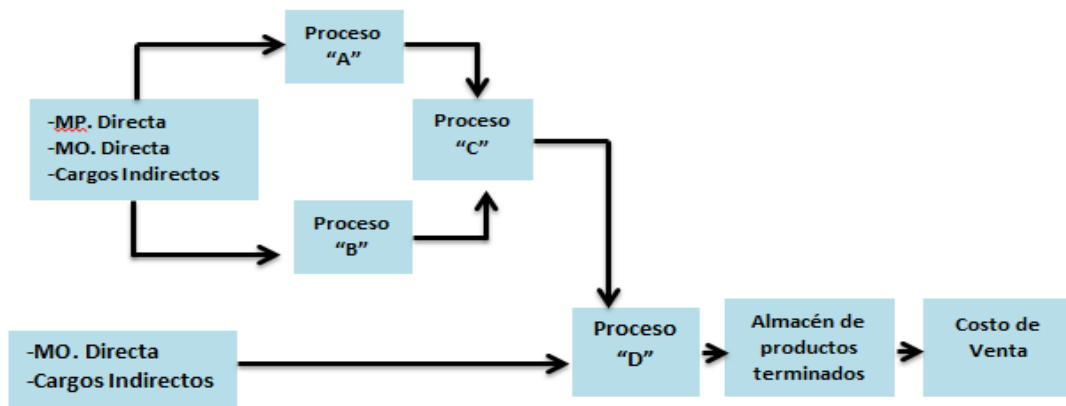 Proceso
“A”
-MP. Directa
-MO. Directa
-Cargos Indirectos
Proceso
“C”
Proceso
“B”
-MO. Directa
-Cargos Indirectos
Proceso
“D”
Almacén de
productos
terminados
Costo de
Venta